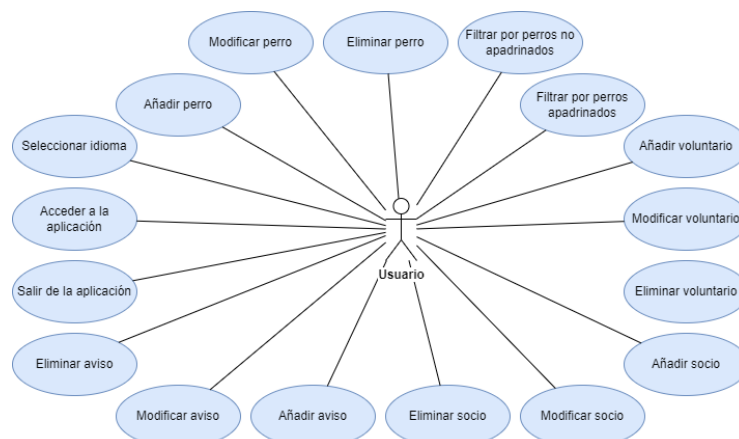 Modificar perro
Eliminar perro
Filtrar por perros no
apadrinados
Añadir perro
Filtrar por perros
apadrinados
Seleccionar idioma
Añadir voluntario
Acceder a la
aplicación
Modificar voluntario
Usuario
Salir de la aplicación
Eliminar voluntario
Eliminar aviso
Añadir socio
Modificar aviso
Añadir aviso
Eliminar socio
Modificar socio